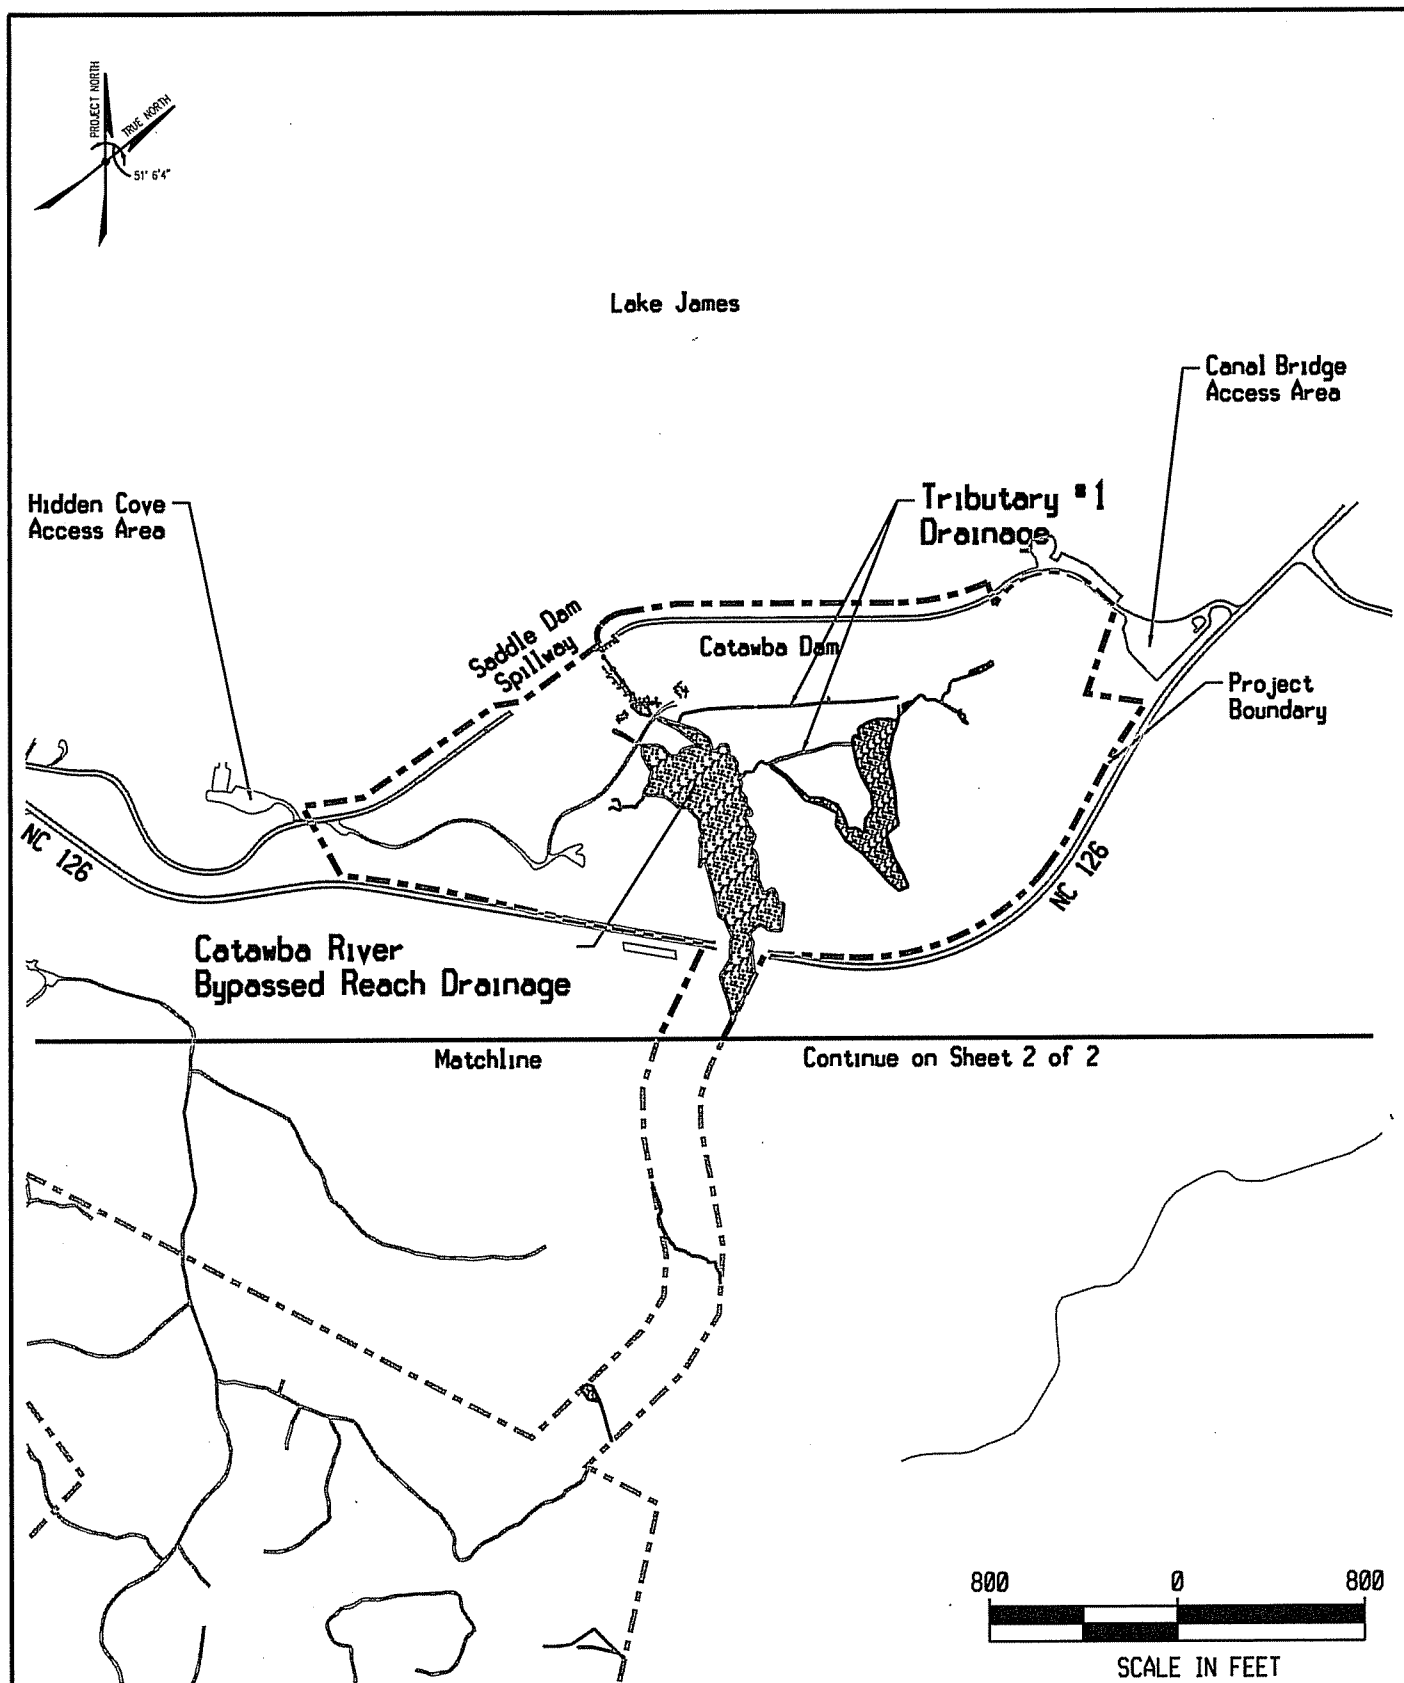 PROJECT NORTH
TRUE NORTH
51° 6'4"
Lake James
Canal Bridge
Access Area
Hidden Cove
Access Area
Tributary #1
Drainage
Saddle Dam
Spillway
Catawba Dam
Project
Boundary
NC 126
NC 126
Catawba River
Bypassed Reach Drainage
Matchline
Continue on Sheet 2 of 2
800 0 800
SCALE IN FEET